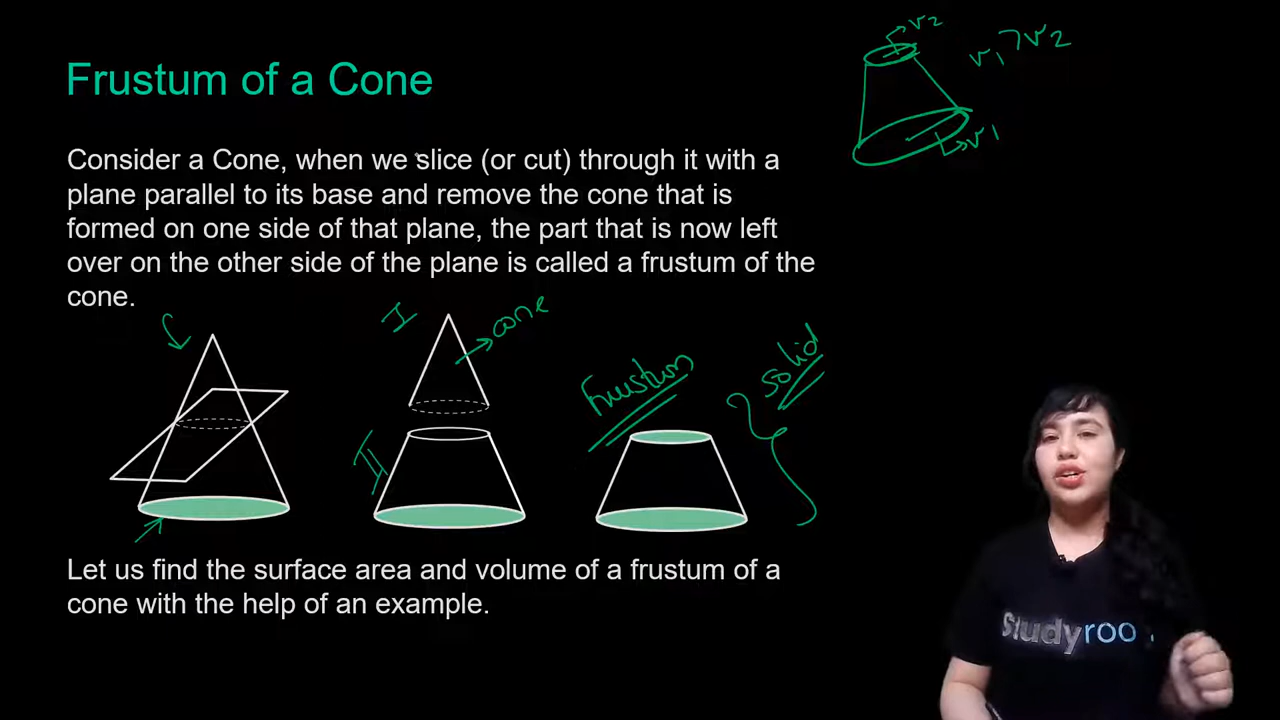 Frustum of a Cone
Consider a Cone, when we slice (or cut) through it with a
plane parallel to its base and remove the cone that is
formed on one side of that plane, the part that is now left
over on the other side of the plane is called a frustum of the
cone.
r2
r1>r2
r1
I
cone
II
Frustum
solid
Let us find the surface area and volume of a frustum of a
cone with the help of an example.
Studyroo